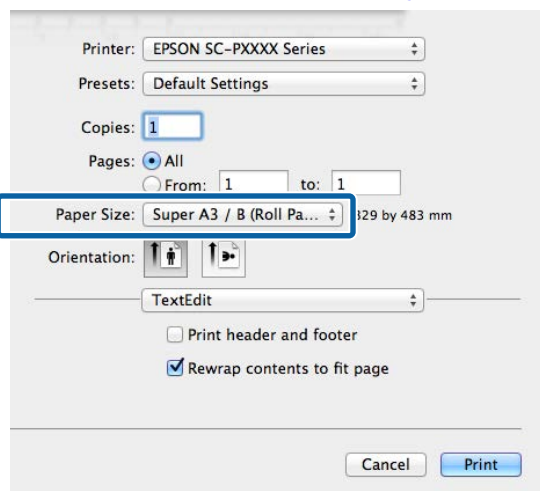 Printer: EPSON SC-PXXXX Series
Presets: Default Settings
Copies: 1
Pages: All
From: 1 to: 1
Paper Size: Super A3 / B (Roll Pa... 329 by 483 mm
Orientation:
TextEdit
Print header and footer
Rewrap contents to fit page
Cancel Print